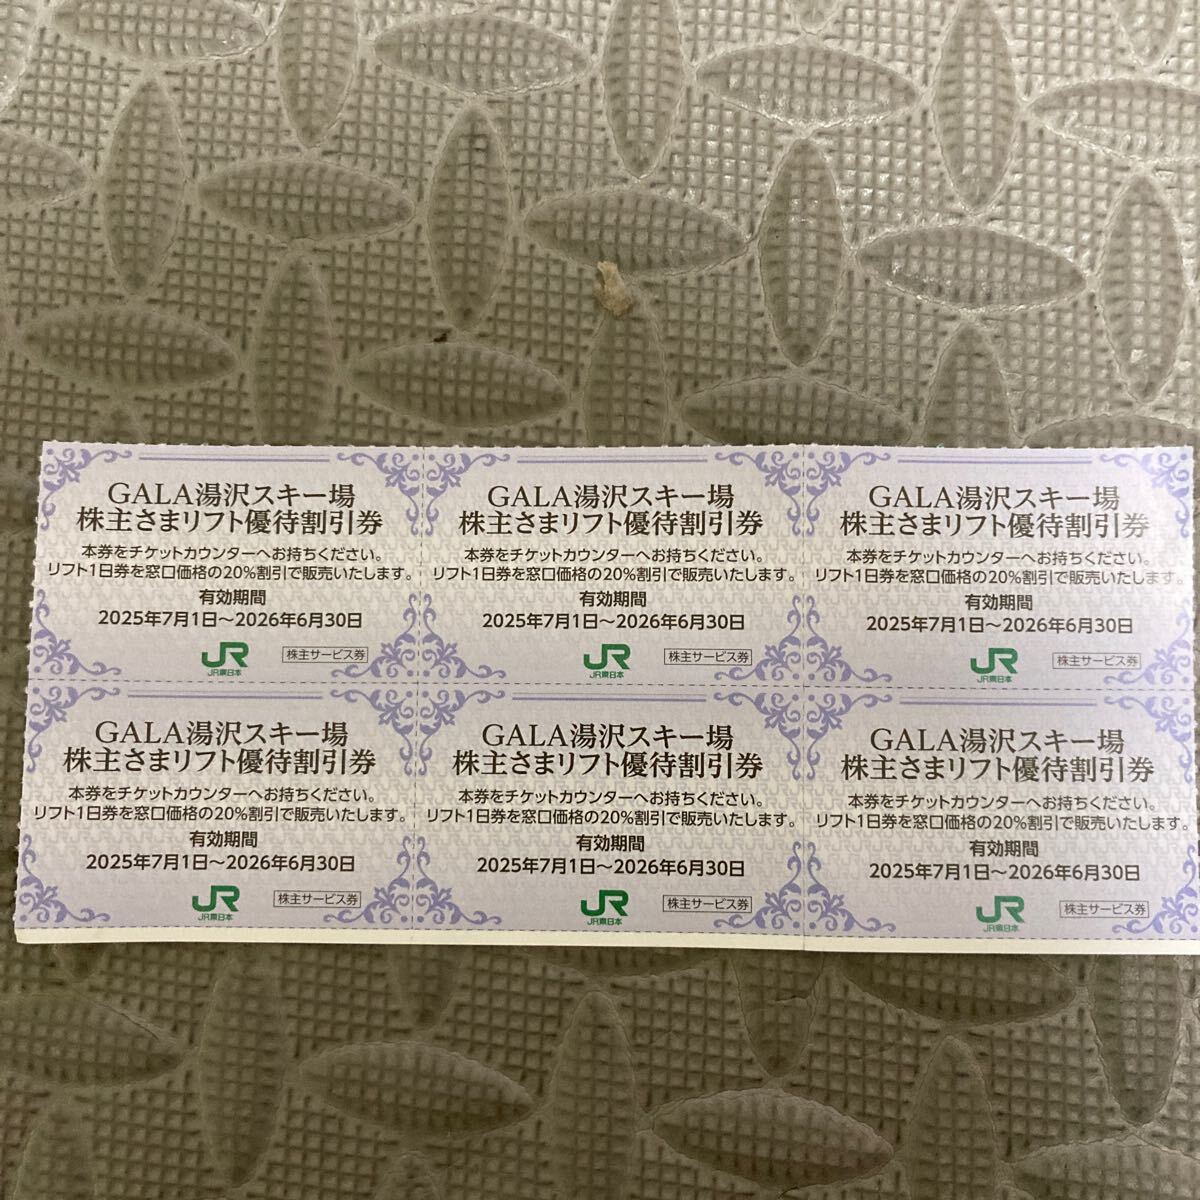 GALA湯沢スキー場
株主さまリフト優待割引券
本券をチケットカウンターへお持ちください。
リフト1日券を窓口価格の20%割引で販売いたします。
有効期間
2025年7月1日～2026年6月30日
JR
JR東日本
株主サービス券
GALA湯沢スキー場
株主さまリフト優待割引券
本券をチケットカウンターへお持ちください。
リフト1日券を窓口価格の20%割引で販売いたします。
有効期間
2025年7月1日～2026年6月30日
JR
JR東日本
株主サービス券
GALA湯沢スキー場
株主さまリフト優待割引券
本券をチケットカウンターへお持ちください。
リフト1日券を窓口価格の20%割引で販売いたします。
有効期間
2025年7月1日～2026年6月30日
JR
JR東日本
株主サービス券
GALA湯沢スキー場
株主さまリフト優待割引券
本券をチケットカウンターへお持ちください。
リフト1日券を窓口価格の20%割引で販売いたします。
有効期間
2025年7月1日～2026年6月30日
JR
JR東日本
株主サービス券
GALA湯沢スキー場
株主さまリフト優待割引券
本券をチケットカウンターへお持ちください。
リフト1日券を窓口価格の20%割引で販売いたします。
有効期間
2025年7月1日～2026年6月30日
JR
JR東日本
株主サービス券
GALA湯沢スキー場
株主さまリフト優待割引券
本券をチケットカウンターへお持ちください。
リフト1日券を窓口価格の20%割引で販売いたします。
有効期間
2025年7月1日～2026年6月30日
JR
JR東日本
株主サービス券